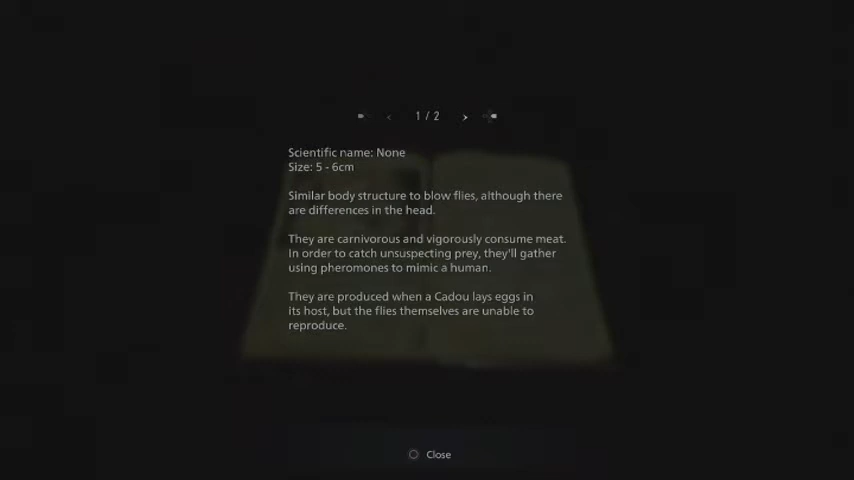 1 / 2
Scientific name: None
Size: 5 - 6cm
Similar body structure to blow flies, although there
are differences in the head.
They are carnivorous and vigorously consume meat.
In order to catch unsuspecting prey, they'll gather
using pheromones to mimic a human.
They are produced when a Cadou lays eggs in
its host, but the flies themselves are unable to
reproduce.
Close